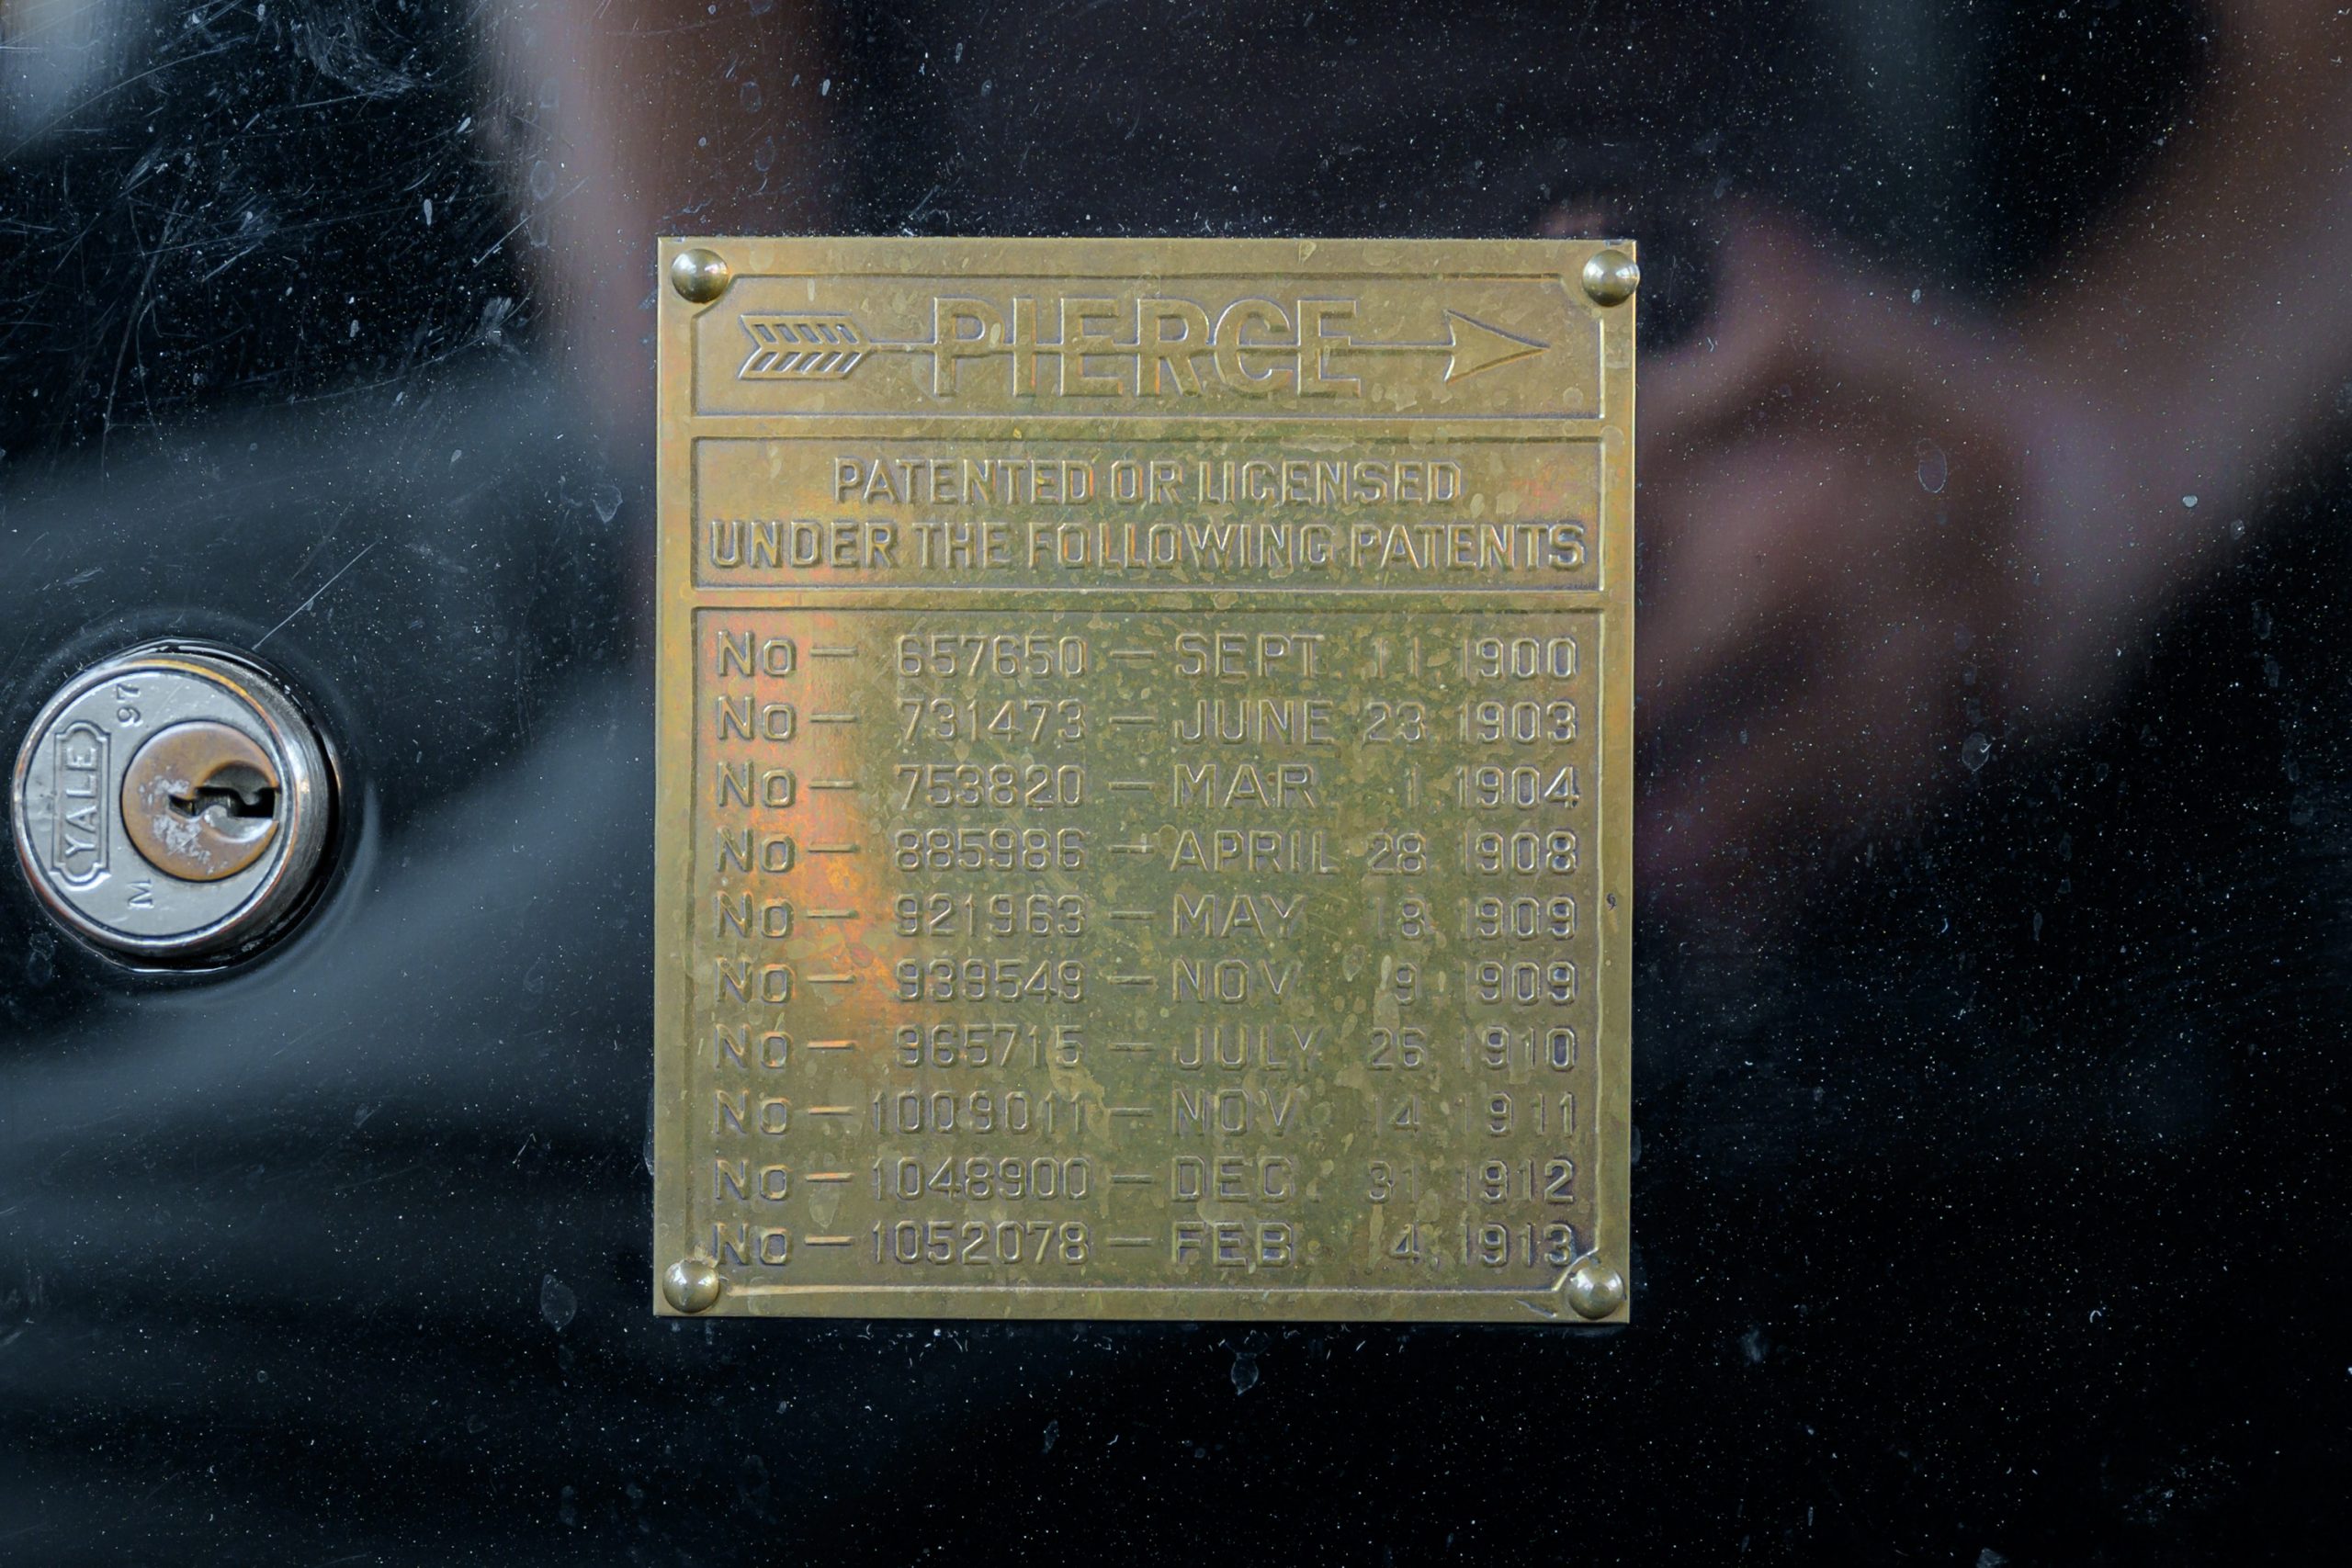 PIERCE
PATENTED OR LICENSED
UNDER THE FOLLOWING PATENTS
No — 657650 — SEPT. 11, 1900
No — 731473 — JUNE 23, 1903
No — 753820 — MAR. 1, 1904
No — 885986 — APRIL 28, 1908
No — 921963 — MAY 18, 1909
No — 939549 — NOV. 9, 1909
No — 965715 — JULY 26, 1910
No — 1009011 — NOV. 14, 1911
No — 1048900 — DEC. 31, 1912
No — 1052078 — FEB. 4, 1913
YALE
97
M